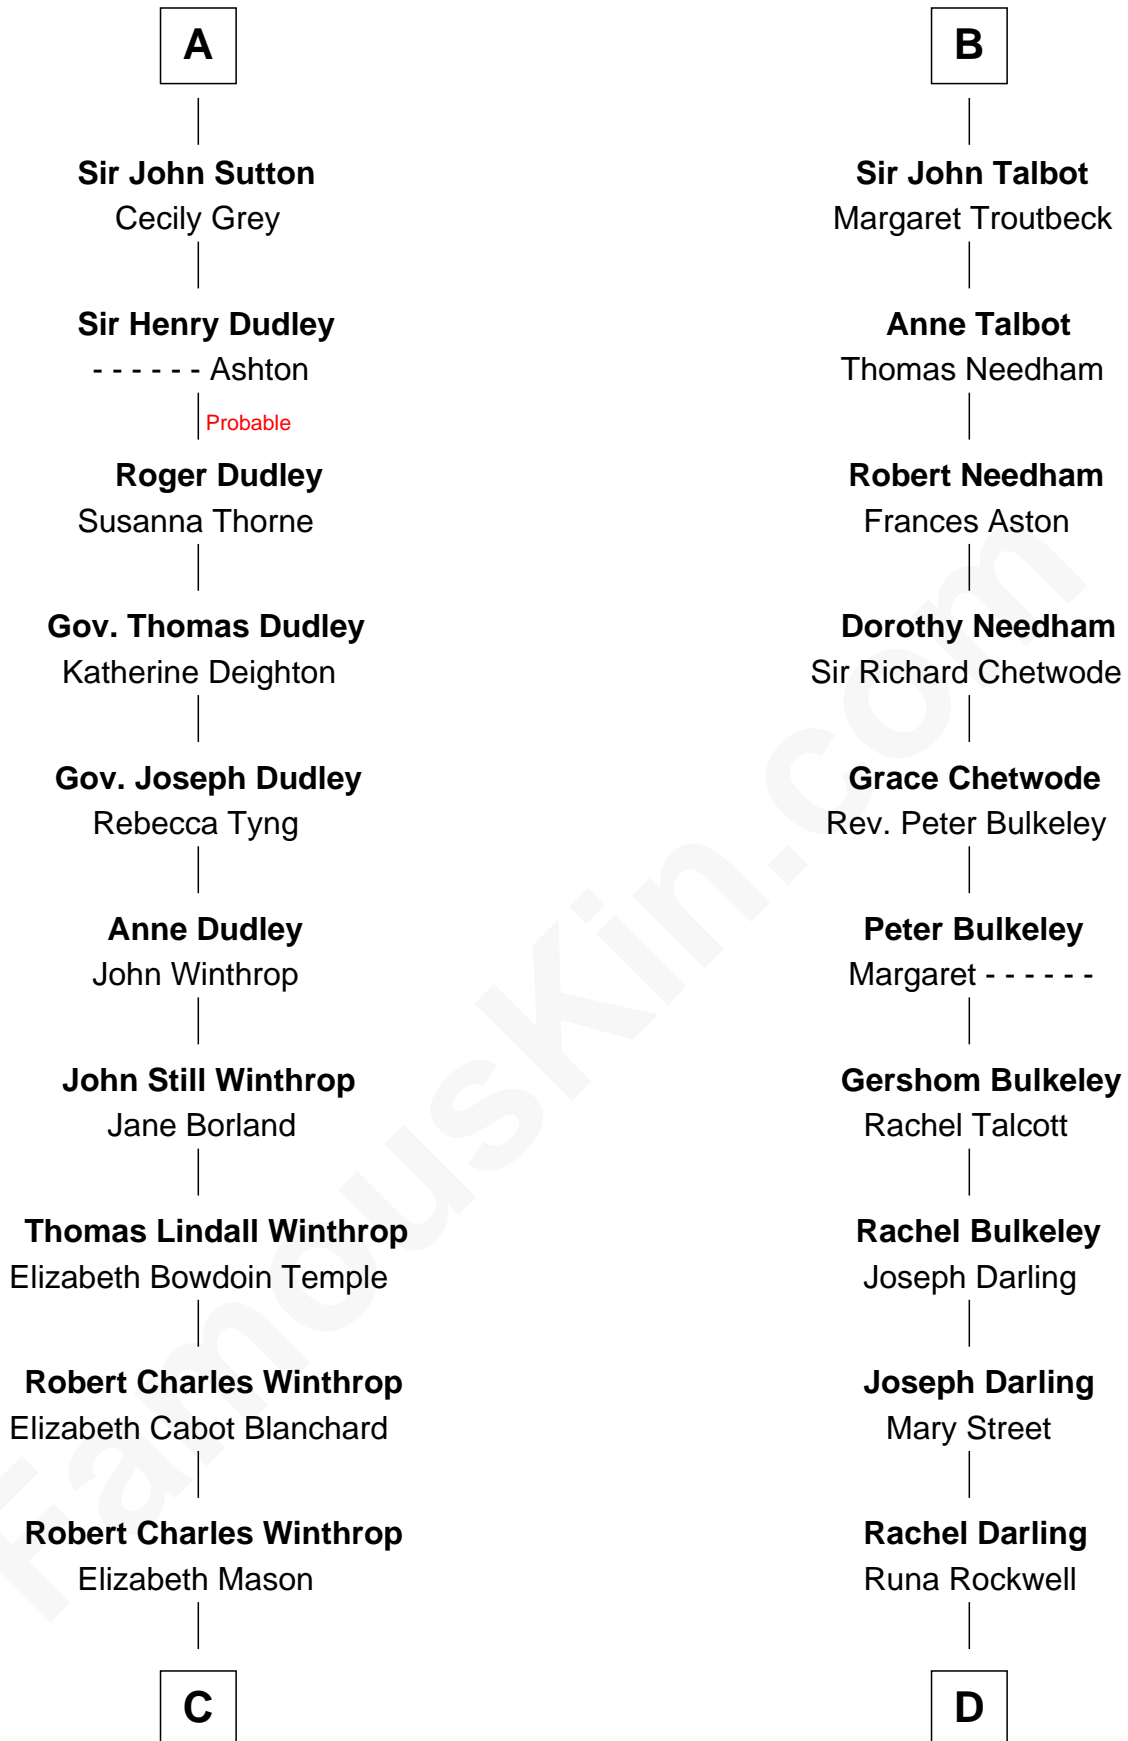 A
Sir John Sutton
Cecily Grey
Sir Henry Dudley
- - - - - - Ashton
Probable
Roger Dudley
Susanna Thorne
Gov. Thomas Dudley
Katherine Deighton
Gov. Joseph Dudley
Rebecca Tyng
Anne Dudley
John Winthrop
John Still Winthrop
Jane Borland
Thomas Lindall Winthrop
Elizabeth Bowdoin Temple
Robert Charles Winthrop
Elizabeth Cabot Blanchard
Robert Charles Winthrop
Elizabeth Mason
C
B
Sir John Talbot
Margaret Troutbeck
Anne Talbot
Thomas Needham
Robert Needham
Frances Aston
Dorothy Needham
Sir Richard Chetwode
Grace Chetwode
Rev. Peter Bulkeley
Peter Bulkeley
Margaret - - - - - -
Gershom Bulkeley
Rachel Talcott
Rachel Bulkeley
Joseph Darling
Joseph Darling
Mary Street
Rachel Darling
Runa Rockwell
D
FamousKin.com